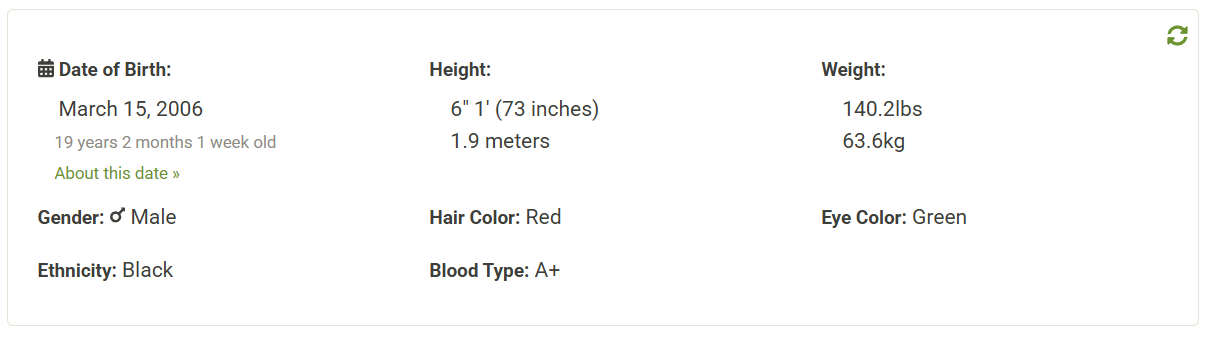 Date of Birth:
March 15, 2006
19 years 2 months 1 week old
About this date »
Height:
6" 1' (73 inches)
1.9 meters
Weight:
140.2lbs
63.6kg
Gender: ♂ Male
Hair Color: Red
Eye Color: Green
Ethnicity: Black
Blood Type: A+